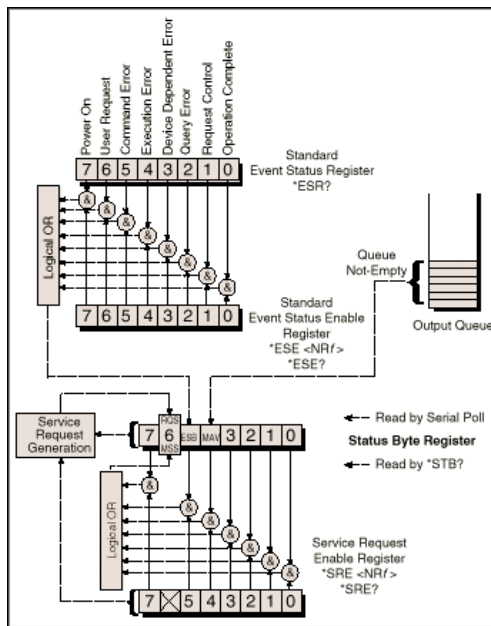 Power On
User Request
Command Error
Execution Error
Device Dependent Error
Query Error
Request Control
Operation Complete
7 6 5 4 3 2 1 0
Standard
Event Status Register
*ESR?
& & & & & & & &
Logical OR
Queue
Not-Empty
Output Queue
7 6 5 4 3 2 1 0
Standard
Event Status Enable
Register
*ESE <NRf>
*ESE?
Service
Request
Generation
RQS
7 6 ESB MAV 3 2 1 0
MSS
Read by Serial Poll
Status Byte Register
Read by *STB?
& & & & & & &
Logical OR
Service Request
Enable Register
*SRE <NRf>
*SRE?
7 5 4 3 2 1 0